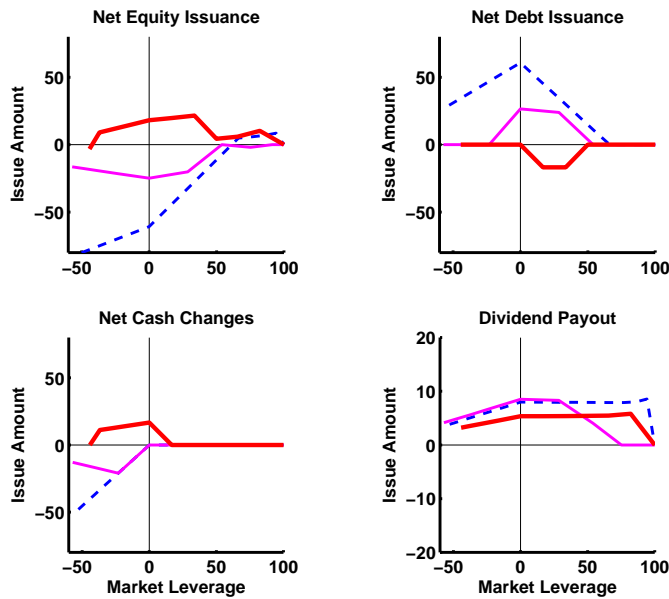 Net Equity Issuance
Issue Amount
50
0
−50
−50 0 50 100
Net Debt Issuance
Issue Amount
50
0
−50
−50 0 50 100
Net Cash Changes
Issue Amount
50
0
−50
−50 0 50 100
Market Leverage
Dividend Payout
Issue Amount
20
10
0
−10
−20
−50 0 50 100
Market Leverage